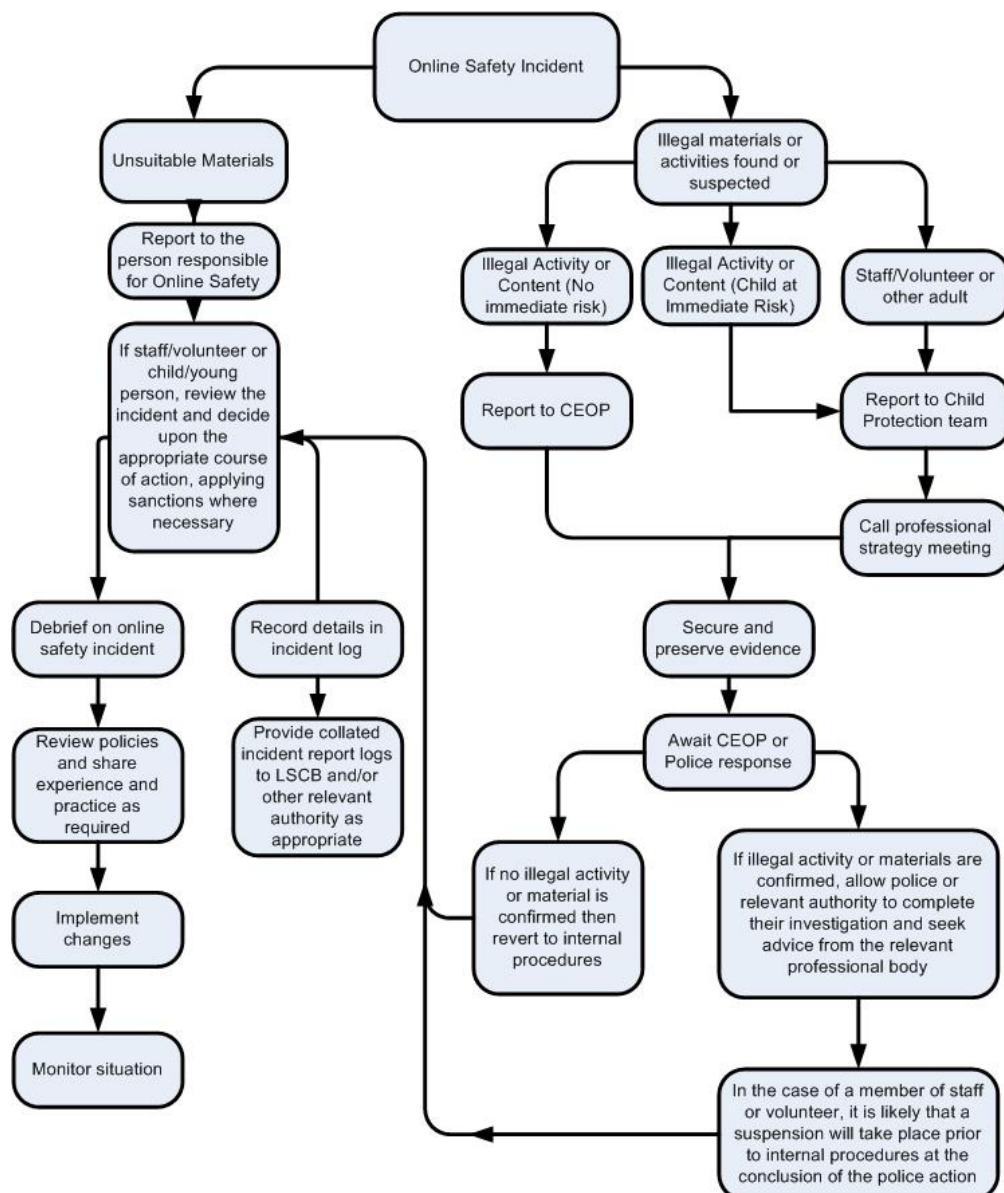 Online Safety Incident
Unsuitable Materials
Report to the
person responsible
for Online Safety
If staff/volunteer or
child/young
person, review the
incident and decide
upon the
appropriate course
of action, applying
sanctions where
necessary
Debrief on online
safety incident
Review policies
and share
experience and
practice as
required
Implement
changes
Monitor situation
Record details in
incident log
Provide collated
incident report logs
to LSCB and/or
other relevant
authority as
appropriate
Illegal materials or
activities found or
suspected
Illegal Activity or
Content (No
immediate risk)
Illegal Activity or
Content (Child at
Immediate Risk)
Staff/Volunteer or
other adult
Report to CEOP
Report to Child
Protection team
Call professional
strategy meeting
Secure and
preserve evidence
Await CEOP or
Police response
If no illegal activity
or material is
confirmed then
revert to internal
procedures
If illegal activity or materials are
confirmed, allow police or
relevant authority to complete
their investigation and seek
advice from the relevant
professional body
In the case of a member of staff
or volunteer, it is likely that a
suspension will take place prior
to internal procedures at the
conclusion of the police action